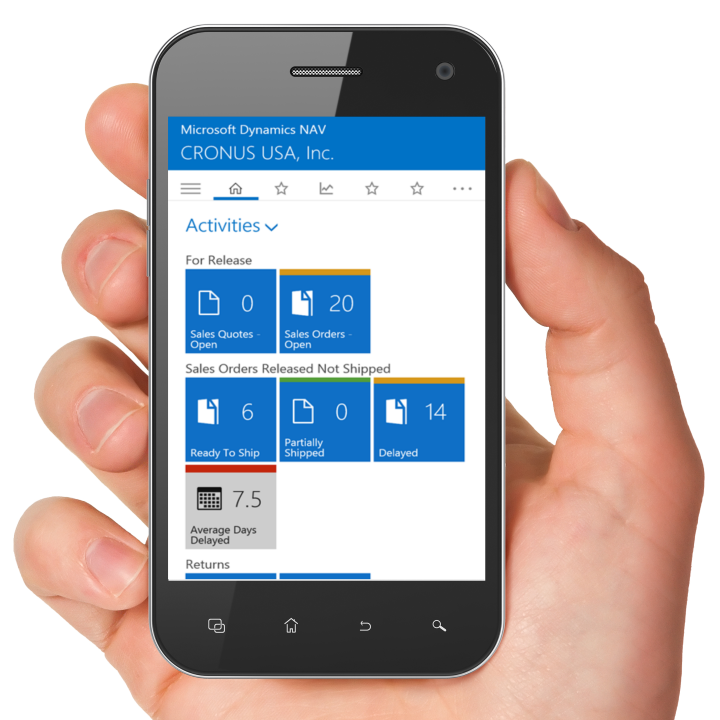 Microsoft Dynamics NAV
CRONUS USA, Inc.
Activities
For Release
0
20
Sales Quotes -
Open
Sales Orders -
Open
Sales Orders Released Not Shipped
6
0
14
Ready To Ship
Partially
Shipped
Delayed
7.5
Average Days
Delayed
Returns